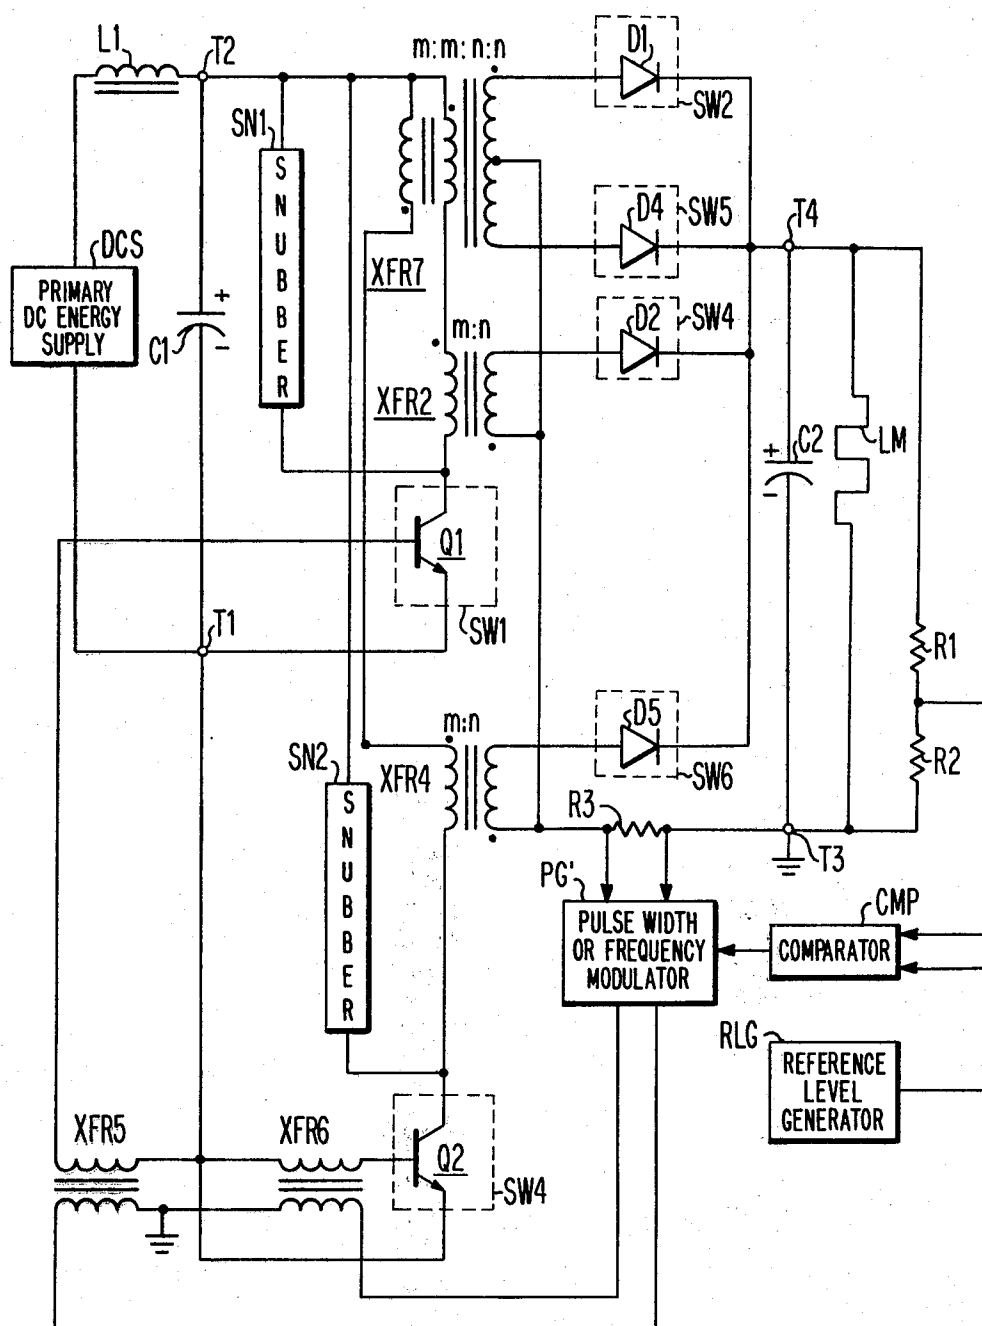 L1
T2
m:m:n:n
D1
SW2
SN1
SNUBBER
D4
SW5
T4
DCS
XFR7
PRIMARY
DC ENERGY
SUPPLY
+
C1
-
m:n
D2
SW4
XFR2
+
C2
-
LM
Q1
SW1
T1
R1
m:n
D5
SW6
SN2
XFR4
R2
SNUBBER
R3
T3
PG'
PULSE WIDTH
OR FREQUENCY
MODULATOR
CMP
COMPARATOR
RLG
REFERENCE
LEVEL
GENERATOR
XFR5
XFR6
Q2
SW4